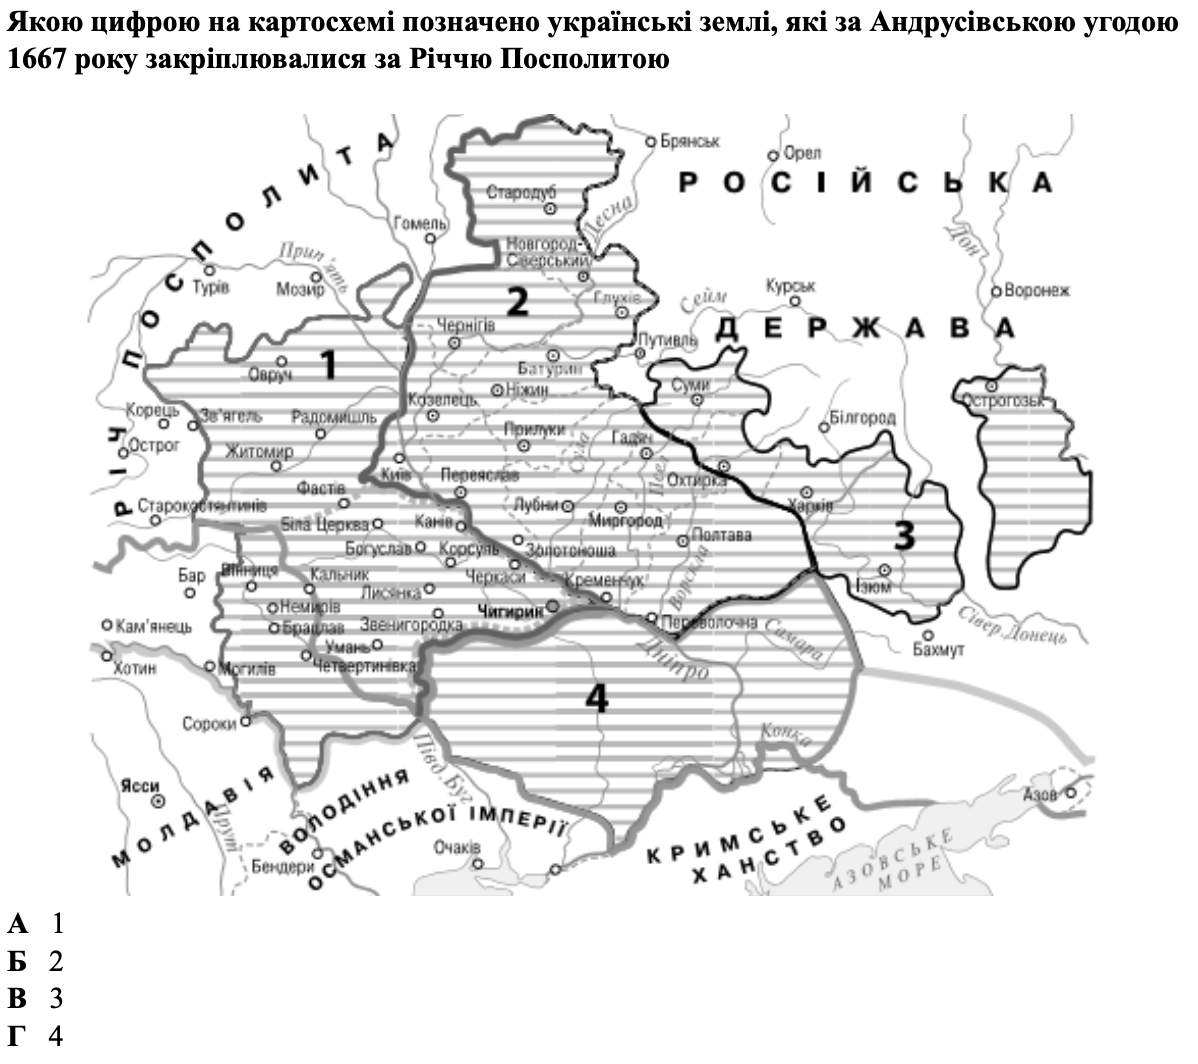 Якою цифрою на картосхемі позначено українські землі, які за Андрусівською угодою
1667 року закріплювалися за Річчю Посполитою
РІЧ ПОСПОЛИТА
РОСІЙСЬКА
ДЕРЖАВА
Брянськ
Орел
Стародуб
Десна
Гомель
Новгород-
Сіверський
Дон
Прип'ять
Турів
Мозир
2
Глухів
Сейм
Курськ
Воронеж
Чернігів
Путивль
1
Овруч
Батурин
Ніжин
Суми
Острогозьк
Козелець
Корець
Зв'ягель
Радомишль
Білгород
Острог
Прилуки
Гадяч
Сула
Житомир
Київ
Переяслав
Псел
Охтирка
Фастів
Старокостянтинів
Лубни
Миргород
Харків
Біла Церква
Канів
Полтава
3
Богуслав
Корсунь
Золотоноша
Ворскла
Бар
Вінниця
Кальник
Черкаси
Кременчук
Ізюм
Лисянка
Немирів
Чигирин
Кам'янець
Брацлав
Звенигородка
Переволочна
Самара
Сівер. Донець
Умань
Дніпро
Бахмут
Хотин
Могилів
Четвертинівка
4
Сороки
Конка
Півд. Буг
Ясси
МОЛДАВІЯ
Прут
ВОЛОДІННЯ
ОСМАНСЬКОЇ ІМПЕРІЇ
Азов
КРИМСЬКЕ
ХАНСТВО
Очаків
Бендери
АЗОВСЬКЕ
МОРЕ
А 1
Б 2
В 3
Г 4